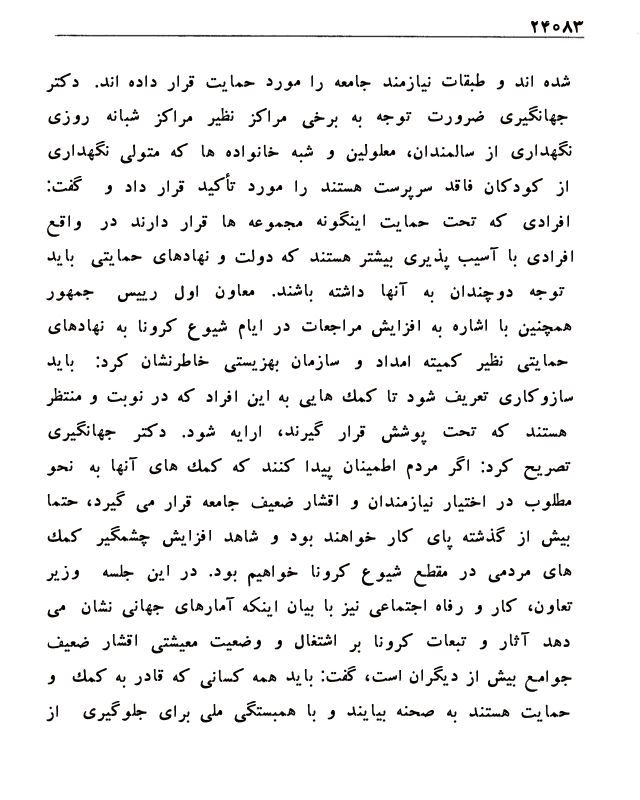 ۲۴۰۸۳
شده اند و طبقات نیازمند جامعه را مورد حمایت قرار داده اند. دکتر
جهانگیری ضرورت توجه به برخی مراکز نظیر مراکز شبانه روزی
نگهداری از سالمندان، معلولین و شبه خانواده ها که متولی نگهداری
از کودکان فاقد سرپرست هستند را مورد تأکید قرار داد و گفت:
افرادی که تحت حمایت اینگونه مجموعه ها قرار دارند در واقع
افرادی با آسیب پذیری بیشتر هستند که دولت و نهادهای حمایتی باید
توجه دوچندان به آنها داشته باشند. معاون اول رییس جمهور
همچنین با اشاره به افزایش مراجعات در ایام شیوع کرونا به نهادهای
حمایتی نظیر کمیته امداد و سازمان بهزیستی خاطرنشان کرد: باید
سازوکاری تعریف شود تا کمك هایی به این افراد که در نوبت و منتظر
هستند که تحت پوشش قرار گیرند، ارایه شود. دکتر جهانگیری
تصریح کرد: اگر مردم اطمینان پیدا کنند که کمك های آنها به نحو
مطلوب در اختیار نیازمندان و اقشار ضعیف جامعه قرار می گیرد، حتما
بیش از گذشته پای کار خواهند بود و شاهد افزایش چشمگیر کمك
های مردمی در مقطع شیوع کرونا خواهیم بود. در این جلسه وزیر
تعاون، کار و رفاه اجتماعی نیز با بیان اینکه آمارهای جهانی نشان می
دهد آثار و تبعات کرونا بر اشتغال و وضعیت معیشتی اقشار ضعیف
جوامع بیش از دیگران است، گفت: باید همه کسانی که قادر به کمك و
حمایت هستند به صحنه بیایند و با همبستگی ملی برای جلوگیری از